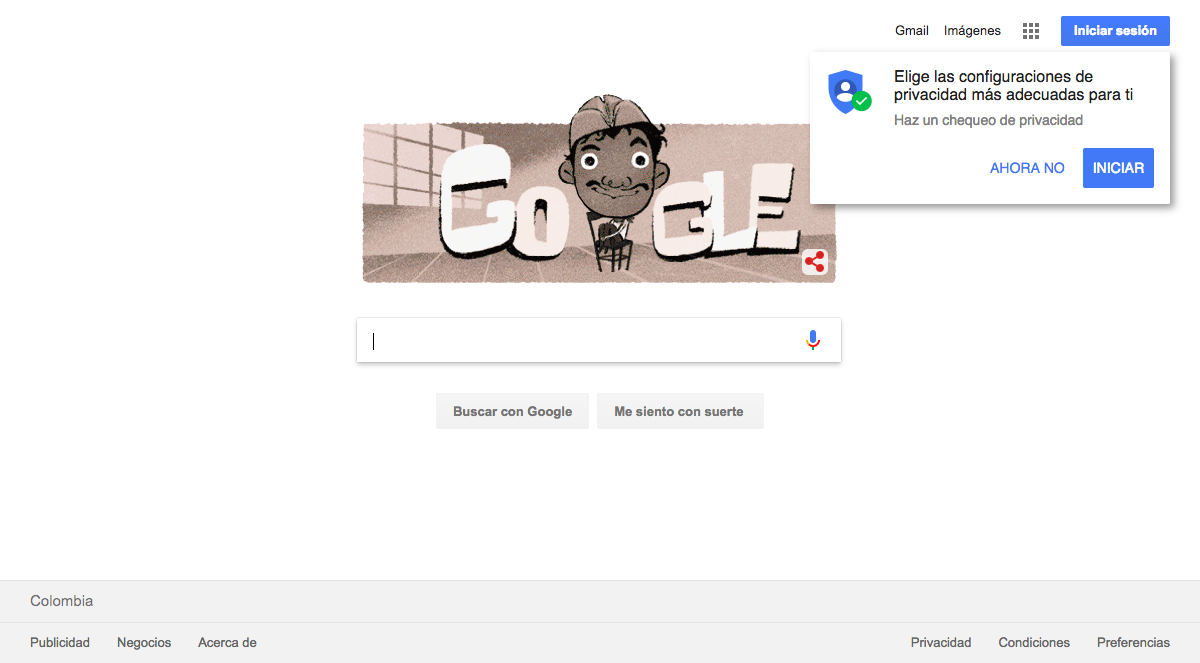 Gmail Imágenes Iniciar sesión
Elige las configuraciones de
privacidad más adecuadas para ti
Haz un chequeo de privacidad
AHORA NO INICIAR
GOOGLE
Buscar con Google Me siento con suerte
Colombia
Publicidad Negocios Acerca de Privacidad Condiciones Preferencias